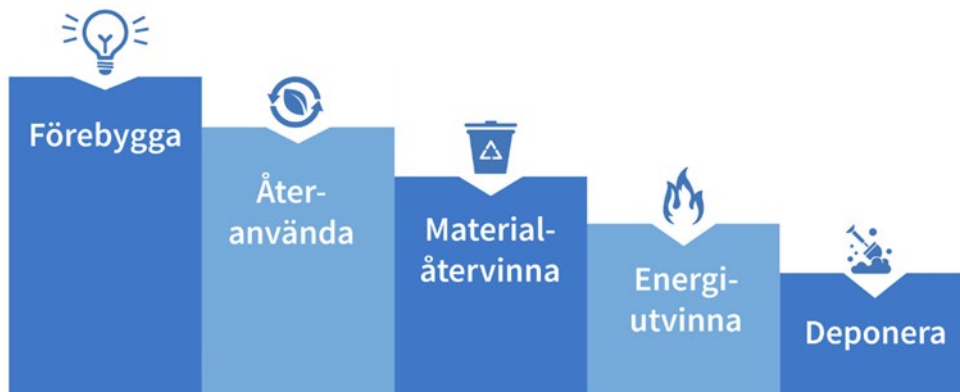 Förebygga
Åter-
använda
Material-
återvinna
Energi-
utvinna
Deponera